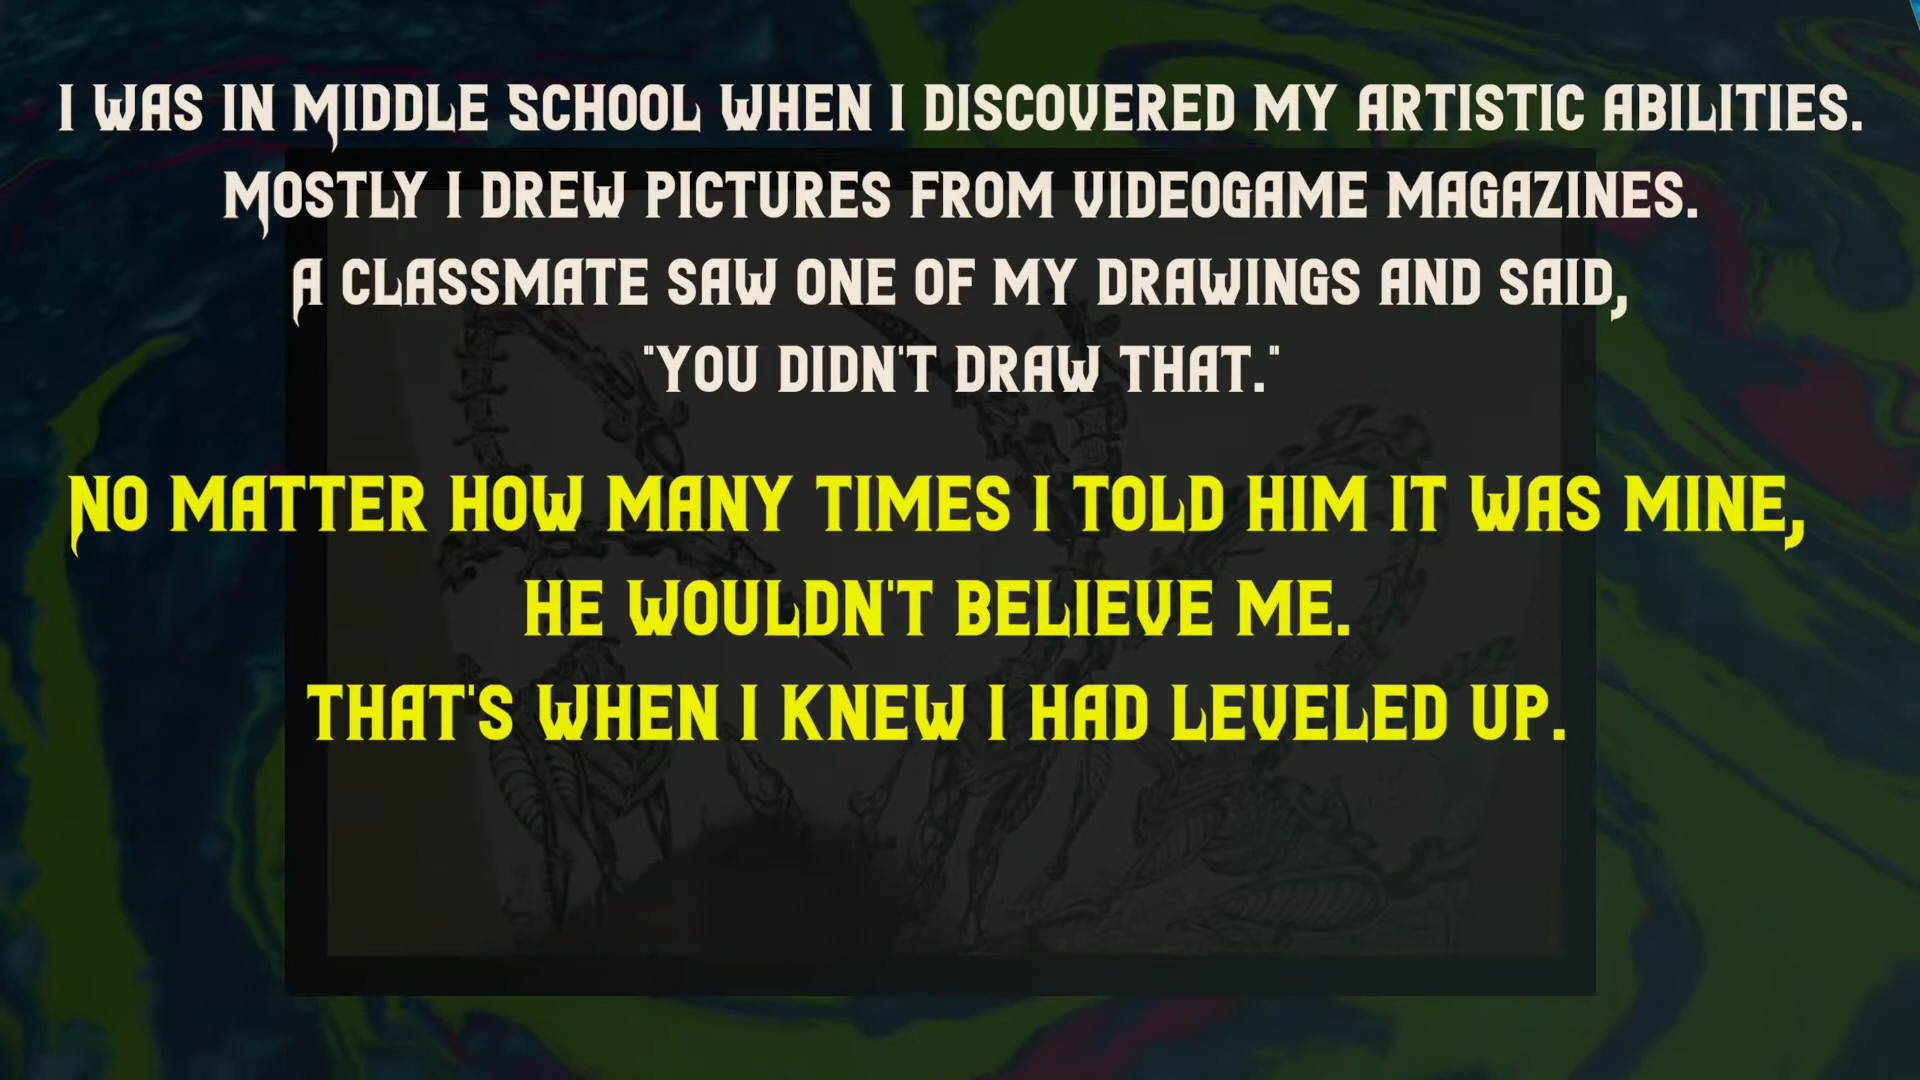 I WAS IN MIDDLE SCHOOL WHEN I DISCOVERED MY ARTISTIC ABILITIES.
MOSTLY I DREW PICTURES FROM VIDEOGAME MAGAZINES.
A CLASSMATE SAW ONE OF MY DRAWINGS AND SAID,
"YOU DIDN'T DRAW THAT."
NO MATTER HOW MANY TIMES I TOLD HIM IT WAS MINE,
HE WOULDN'T BELIEVE ME.
THAT'S WHEN I KNEW I HAD LEVELED UP.